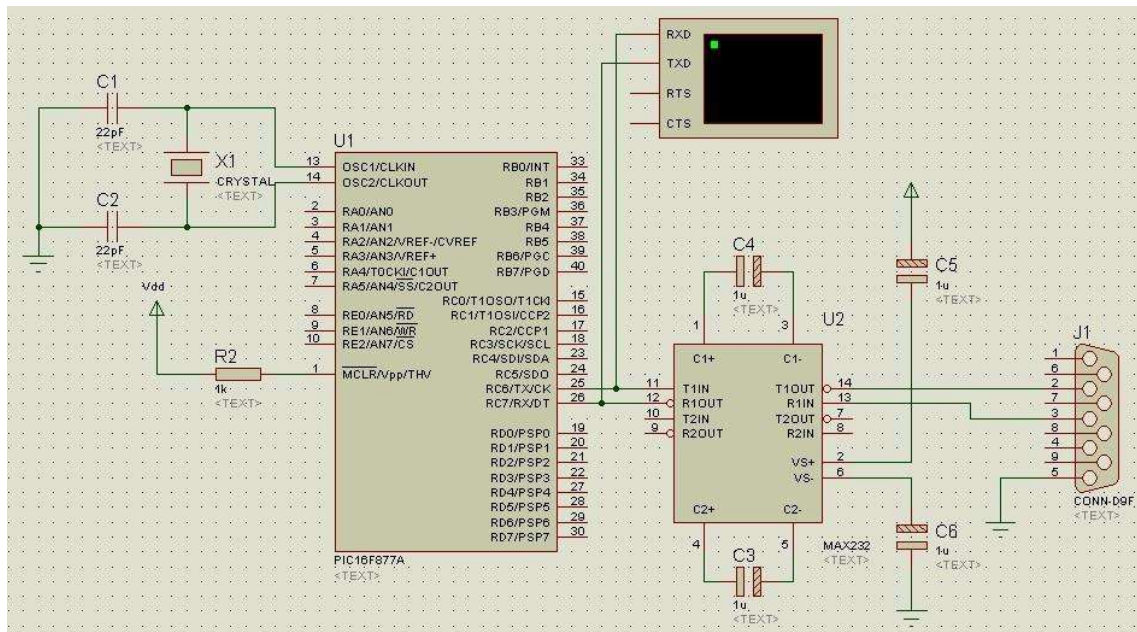 RXD
TXD
RTS
CTS
C1
22pF
<TEXT>
X1
CRYSTAL
<TEXT>
C2
22pF
<TEXT>
Vdd
R2
1k
<TEXT>
U1
13 OSC1/CLKIN
14 OSC2/CLKOUT
2 RA0/AN0
3 RA1/AN1
4 RA2/AN2/VREF-/CVREF
5 RA3/AN3/VREF+
6 RA4/T0CKI/C1OUT
7 RA5/AN4/SS/C2OUT
8 RE0/AN5/RD
9 RE1/AN6/WR
10 RE2/AN7/CS
1 MCLR/Vpp/THV
RB0/INT 33
RB1 34
RB2 35
RB3/PGM 36
RB4 37
RB5 38
RB6/PGC 39
RB7/PGD 40
RC0/T1OSO/T1CKI 15
RC1/T1OSI/CCP2 16
RC2/CCP1 17
RC3/SCK/SCL 18
RC4/SDI/SDA 23
RC5/SDO 24
RC6/TX/CK 25
RC7/RX/DT 26
RD0/PSP0 19
RD1/PSP1 20
RD2/PSP2 21
RD3/PSP3 22
RD4/PSP4 27
RD5/PSP5 28
RD6/PSP6 29
RD7/PSP7 30
PIC16F877A
<TEXT>
C4
1u
<TEXT>
U2
1 3
C1+ C1-
11 T1IN T1OUT 14
12 R1OUT R1IN 13
10 T2IN T2OUT 7
9 R2OUT R2IN 8
VS+ 2
VS- 6
C2+ C2-
4 5
MAX232
<TEXT>
C3
1u
<TEXT>
C5
1u
<TEXT>
C6
1u
<TEXT>
J1
1
6
2
7
3
8
4
9
5
CONN-D9F
<TEXT>